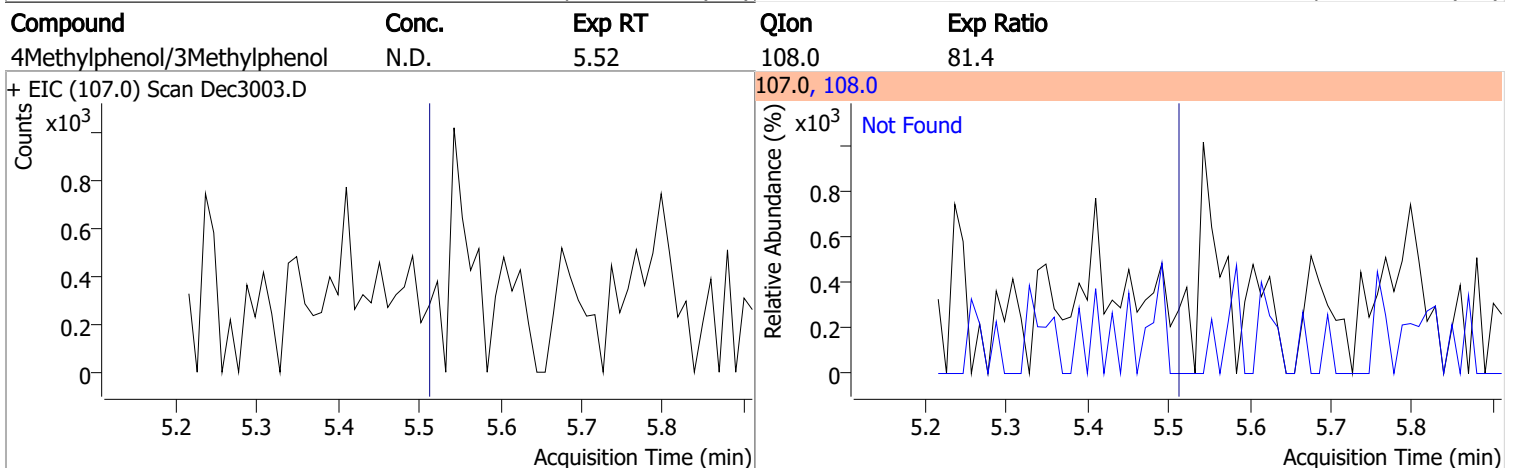 Compound Conc. Exp RT QIon Exp Ratio
4Methylphenol/3Methylphenol N.D. 5.52 108.0 81.4
+ EIC (107.0) Scan Dec3003.D
Counts
x10³
0.8
0.6
0.4
0.2
0
5.2 5.3 5.4 5.5 5.6 5.7 5.8
Acquisition Time (min)
107.0, 108.0
Relative Abundance (%)
x10³
Not Found
0.8
0.6
0.4
0.2
0
5.2 5.3 5.4 5.5 5.6 5.7 5.8
Acquisition Time (min)